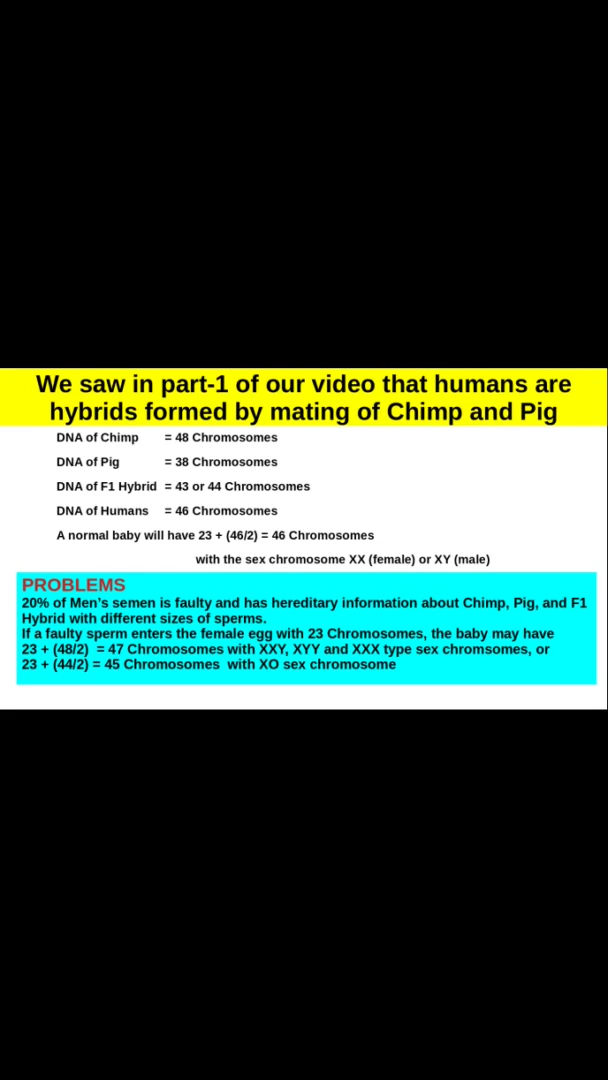 We saw in part-1 of our video that humans are
hybrids formed by mating of Chimp and Pig
DNA of Chimp = 48 Chromosomes
DNA of Pig = 38 Chromosomes
DNA of F1 Hybrid = 43 or 44 Chromosomes
DNA of Humans = 46 Chromosomes
A normal baby will have 23 + (46/2) = 46 Chromosomes
with the sex chromosome XX (female) or XY (male)
PROBLEMS
20% of Men's semen is faulty and has hereditary information about Chimp, Pig, and F1
Hybrid with different sizes of sperms.
If a faulty sperm enters the female egg with 23 Chromosomes, the baby may have
23 + (48/2) = 47 Chromosomes with XXY, XYY and XXX type sex chromsomes, or
23 + (44/2) = 45 Chromosomes with XO sex chromosome